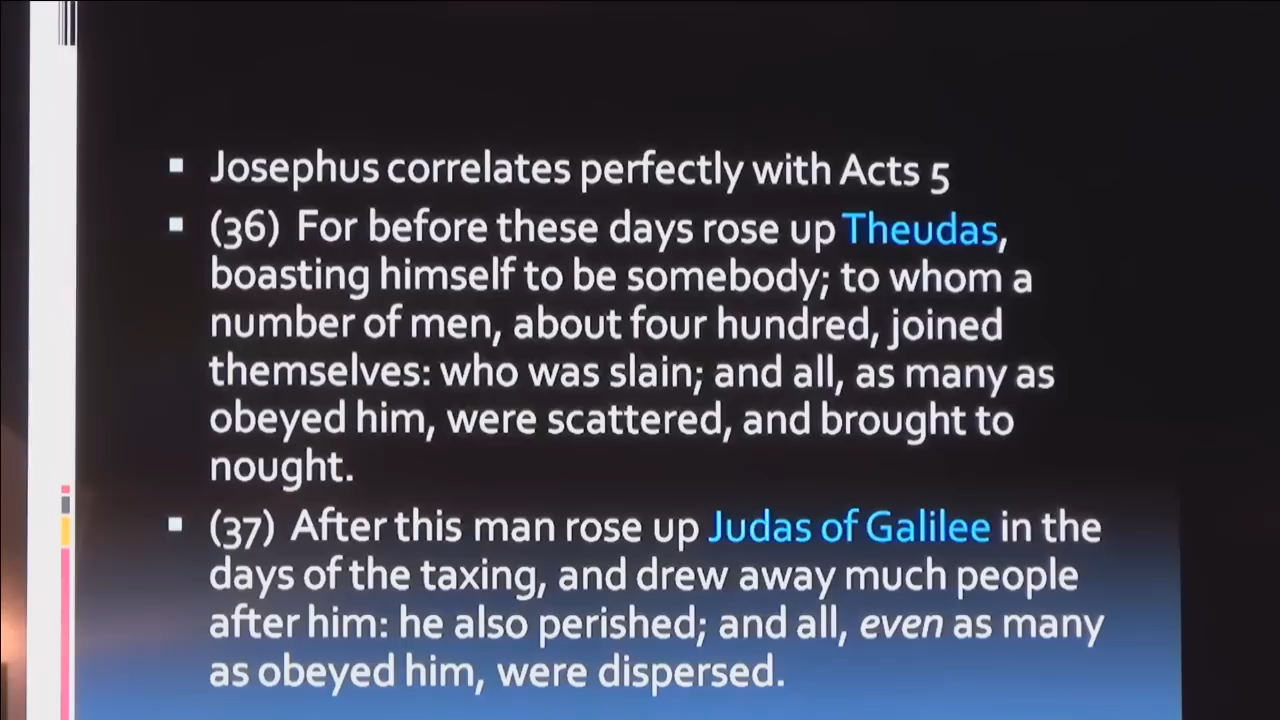 Josephus correlates perfectly with Acts 5
(36) For before these days rose up Theudas,
boasting himself to be somebody; to whom a
number of men, about four hundred, joined
themselves: who was slain; and all, as many as
obeyed him, were scattered, and brought to
nought.
(37) After this man rose up Judas of Galilee in the
days of the taxing, and drew away much people
after him: he also perished; and all, even as many
as obeyed him, were dispersed.